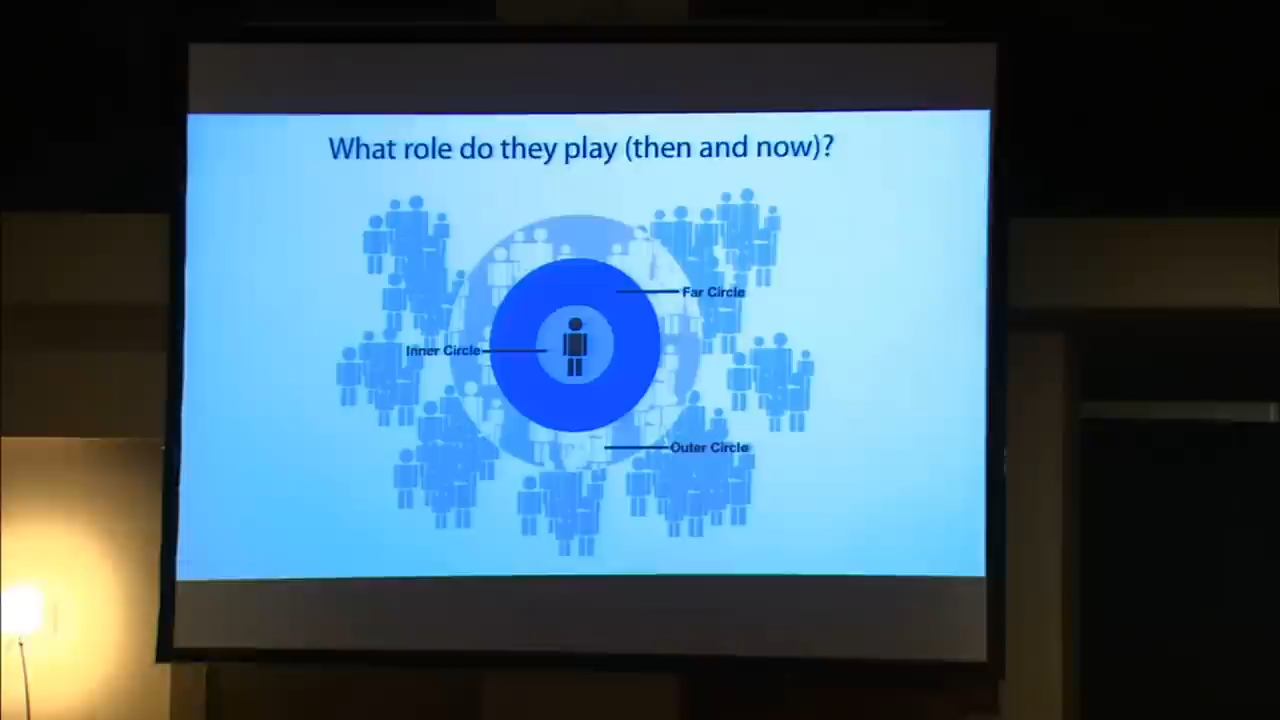 What role do they play (then and now)?
Far Circle
Inner Circle
Outer Circle